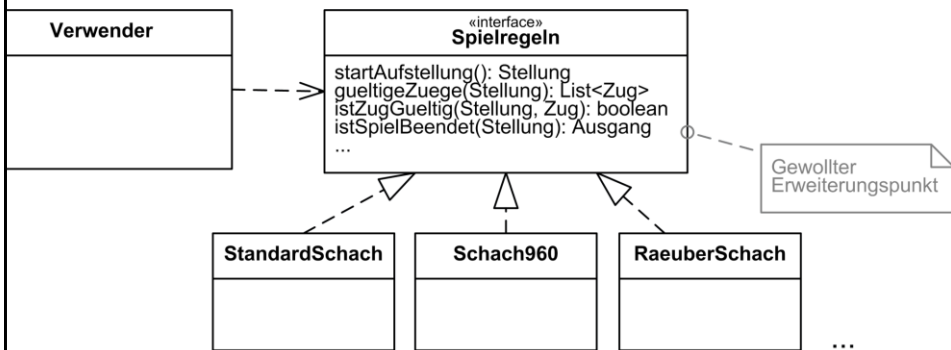 Verwender
«interface»
Spielregeln
startAufstellung(): Stellung
gueltigeZuege(Stellung): List<Zug>
istZugGueltig(Stellung, Zug): boolean
istSpielBeendet(Stellung): Ausgang
...
Gewollter
Erweiterungspunkt
StandardSchach
Schach960
RaeuberSchach
...